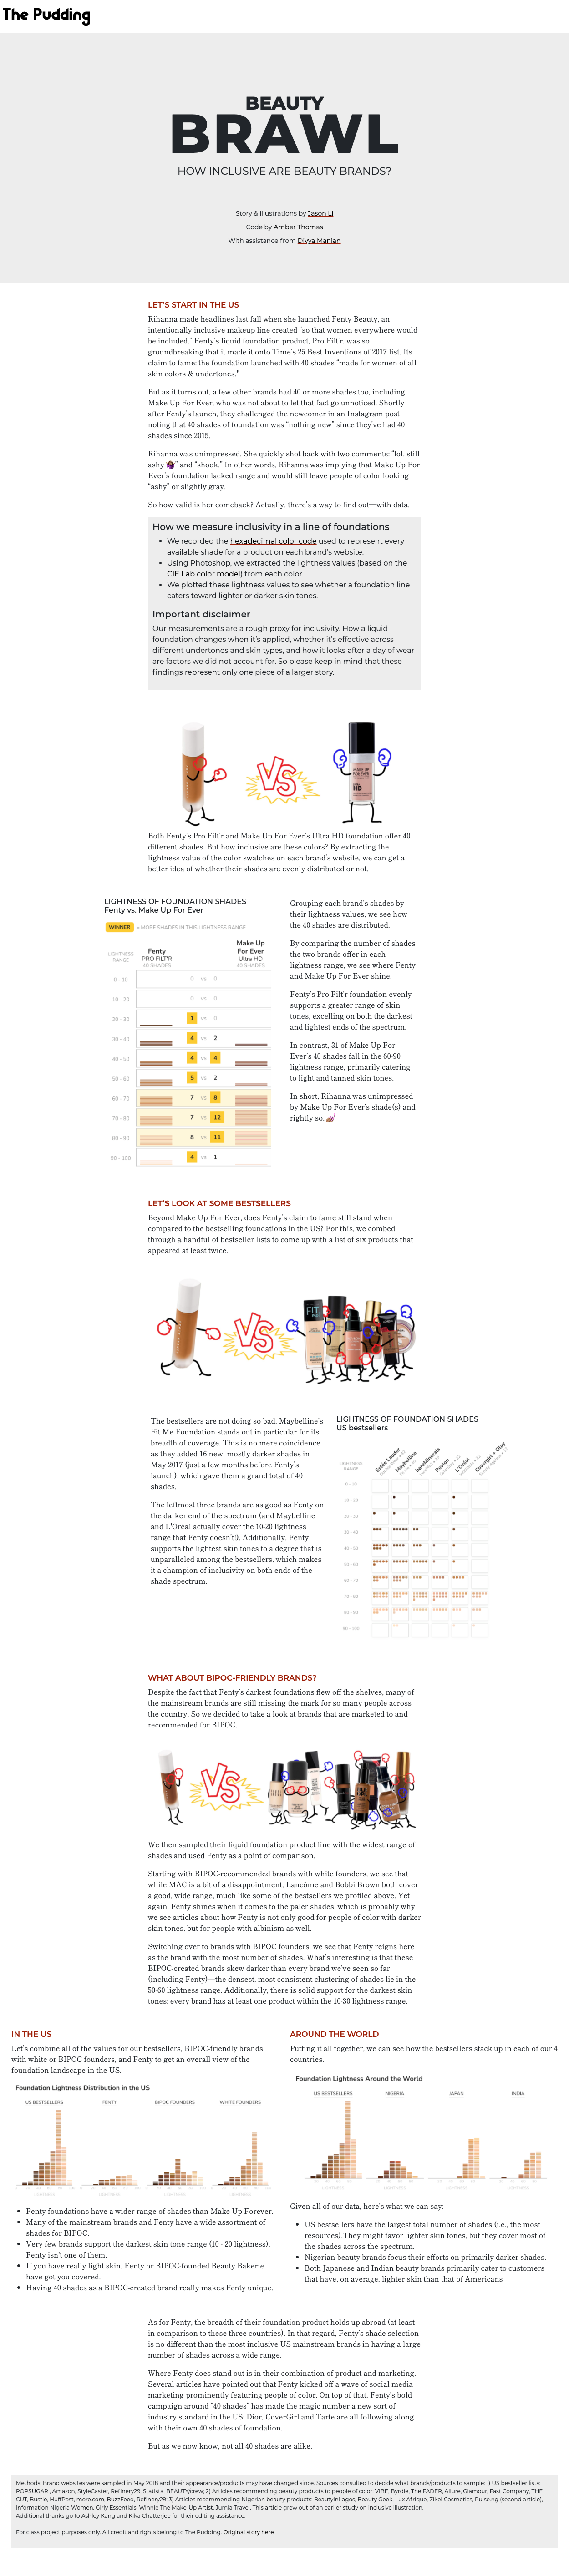 The Pudding
BEAUTY
BRAWL
HOW INCLUSIVE ARE BEAUTY BRANDS?
Story & illustrations by Jason Li
Code by Amber Thomas
With assistance from Divya Manian
LET'S START IN THE US
Rihanna made headlines last fall when she launched Fenty Beauty, an
intentionally inclusive makeup line created "so that women everywhere would
be included." Fenty's liquid foundation product, Pro Filt'r, was so
groundbreaking that it made it onto Time's 25 Best Inventions of 2017 list. Its
claim to fame: the foundation launched with 40 shades "made for women of all
skin colors & undertones."
But as it turns out, a few other brands had 40 or more shades too, including
Make Up For Ever, who was not about to let that fact go unnoticed. Shortly
after Fenty's launch, they challenged the newcomer in an Instagram post
noting that 40 shades of foundation was "nothing new" since they've had 40
shades since 2015.
Rihanna was unimpressed. She quickly shot back with two comments: "lol. still
ashy 🤦🏾‍♀️" and "shook." In other words, Rihanna was implying that Make Up For
Ever's foundation lacked range and would still leave people of color looking
"ashy" or slightly gray.
So how valid is her comeback? Actually, there's a way to find out—with data.
How we measure inclusivity in a line of foundations
• We recorded the hexadecimal color code used to represent every
available shade for a product on each brand's website.
• Using Photoshop, we extracted the lightness values (based on the
CIE Lab color model) from each color.
• We plotted these lightness values to see whether a foundation line
caters toward lighter or darker skin tones.
Important disclaimer
Our measurements are a rough proxy for inclusivity. How a liquid
foundation changes when it's applied, whether it's effective across
different undertones and skin types, and how it looks after a day of wear
are factors we did not account for. So please keep in mind that these
findings represent only one piece of a larger story.
VS
MAKE UP
FOR EVER
HD
Both Fenty's Pro Filt'r and Make Up For Ever's Ultra HD foundation offer 40
different shades. But how inclusive are these colors? By extracting the
lightness value of the color swatches on each brand's website, we can get a
better idea of whether their shades are evenly distributed or not.
LIGHTNESS OF FOUNDATION SHADES
Fenty vs. Make Up For Ever
WINNER = MORE SHADES IN THIS LIGHTNESS RANGE
LIGHTNESS
RANGE
Fenty
PRO FILT'R
40 SHADES
Make Up
For Ever
Ultra HD
40 SHADES
0 - 10 0 vs 0
10 - 20 0 vs 0
20 - 30 1 vs 0
30 - 40 4 vs 2
40 - 50 4 vs 4
50 - 60 5 vs 2
60 - 70 7 vs 8
70 - 80 7 vs 12
80 - 90 8 vs 11
90 - 100 4 vs 1
Grouping each brand's shades by
their lightness values, we see how
the 40 shades are distributed.
By comparing the number of shades
the two brands offer in each
lightness range, we see where Fenty
and Make Up For Ever shine.
Fenty's Pro Filt'r foundation evenly
supports a greater range of skin
tones, excelling on both the darkest
and lightest ends of the spectrum.
In contrast, 31 of Make Up For
Ever's 40 shades fall in the 60-90
lightness range, primarily catering
to light and tanned skin tones.
In short, Rihanna was unimpressed
by Make Up For Ever's shade(s) and
rightly so. 💅🏾
LET'S LOOK AT SOME BESTSELLERS
Beyond Make Up For Ever, does Fenty's claim to fame still stand when
compared to the bestselling foundations in the US? For this, we combed
through a handful of bestseller lists to come up with a list of six products that
appeared at least twice.
VS
FIT
The bestsellers are not doing so bad. Maybelline's
Fit Me Foundation stands out in particular for its
breadth of coverage. This is no mere coincidence
as they added 16 new, mostly darker shades in
May 2017 (just a few months before Fenty's
launch), which gave them a grand total of 40
shades.
The leftmost three brands are as good as Fenty on
the darker end of the spectrum (and Maybelline
and L'Oréal actually cover the 10-20 lightness
range that Fenty doesn't!). Additionally, Fenty
supports the lightest skin tones to a degree that is
unparalleled among the bestsellers, which makes
it a champion of inclusivity on both ends of the
shade spectrum.
LIGHTNESS OF FOUNDATION SHADES
US bestsellers
LIGHTNESS
RANGE
Estée Lauder
Maybelline
bareMinerals
Revlon
L'Oréal
Covergirl + Olay
0 - 10
10 - 20
20 - 30
30 - 40
40 - 50
50 - 60
60 - 70
70 - 80
80 - 90
90 - 100
WHAT ABOUT BIPOC-FRIENDLY BRANDS?
Despite the fact that Fenty's darkest foundations flew off the shelves, many of
the mainstream brands are still missing the mark for so many people across
the country. So we decided to take a look at brands that are marketed to and
recommended for BIPOC.
VS
We then sampled their liquid foundation product line with the widest range of
shades and used Fenty as a point of comparison.
Starting with BIPOC-recommended brands with white founders, we see that
while MAC is a bit of a disappointment, Lancôme and Bobbi Brown both cover
a good, wide range, much like some of the bestsellers we profiled above. Yet
again, Fenty shines when it comes to the paler shades, which is probably why
we see articles about how Fenty is not only good for people of color with darker
skin tones, but for people with albinism as well.
Switching over to brands with BIPOC founders, we see that Fenty reigns here
as the brand with the most number of shades. What's interesting is that these
BIPOC-created brands skew darker than every brand we've seen so far
(including Fenty)—the densest, most consistent clustering of shades lie in the
50-60 lightness range. Additionally, there is solid support for the darkest skin
tones: every brand has at least one product within the 10-30 lightness range.
IN THE US
Let's combine all of the values for our bestsellers, BIPOC-friendly brands
with white or BIPOC founders, and Fenty to get an overall view of the
foundation landscape in the US.
Foundation Lightness Distribution in the US
US BESTSELLERS FENTY BIPOC FOUNDERS WHITE FOUNDERS
LIGHTNESS LIGHTNESS LIGHTNESS LIGHTNESS
• Fenty foundations have a wider range of shades than Make Up Forever.
• Many of the mainstream brands and Fenty have a wide assortment of
shades for BIPOC.
• Very few brands support the darkest skin tone range (10 - 20 lightness).
Fenty isn't one of them.
• If you have really light skin, Fenty or BIPOC-founded Beauty Bakerie
have got you covered.
• Having 40 shades as a BIPOC-created brand really makes Fenty unique.
AROUND THE WORLD
Putting it all together, we can see how the bestsellers stack up in each of our 4
countries.
Foundation Lightness Around the World
US BESTSELLERS NIGERIA JAPAN INDIA
LIGHTNESS LIGHTNESS LIGHTNESS LIGHTNESS
Given all of our data, here's what we can say:
• US bestsellers have the largest total number of shades (i.e., the most
resources).They might favor lighter skin tones, but they cover most of
the shades across the spectrum.
• Nigerian beauty brands focus their efforts on primarily darker shades.
• Both Japanese and Indian beauty brands primarily cater to customers
that have, on average, lighter skin than that of Americans
As for Fenty, the breadth of their foundation product holds up abroad (at least
in comparison to these three countries). In that regard, Fenty's shade selection
is no different than the most inclusive US mainstream brands in having a large
number of shades across a wide range.
Where Fenty does stand out is in their combination of product and marketing.
Several articles have pointed out that Fenty kicked off a wave of social media
marketing prominently featuring people of color. On top of that, Fenty's bold
campaign around "40 shades" has made the magic number a new sort of
industry standard in the US: Dior, CoverGirl and Tarte are all following along
with their own 40 shades of foundation.
But as we now know, not all 40 shades are alike.
Methods: Brand websites were sampled in May 2018 and their appearance/products may have changed since. Sources consulted to decide what brands/products to sample: 1) US bestseller lists:
POPSUGAR , Amazon, StyleCaster, Refinery29, Statista, BEAUTY/crew; 2) Articles recommending beauty products to people of color: VIBE, Byrdie, The FADER, Allure, Glamour, Fast Company, THE
CUT, Bustle, HuffPost, more.com, BuzzFeed, Refinery29; 3) Articles recommending Nigerian beauty products: BeautyInLagos, Beauty Geek, Lux Afrique, Zikel Cosmetics, Pulse.ng (second article),
Information Nigeria Women, Girly Essentials, Winnie The Make-Up Artist, Jumia Travel. This article grew out of an earlier study on inclusive illustration.
Additional thanks go to Ashley Kang and Kika Chatterjee for their editing assistance.
For class project purposes only. All credit and rights belong to The Pudding. Original story here